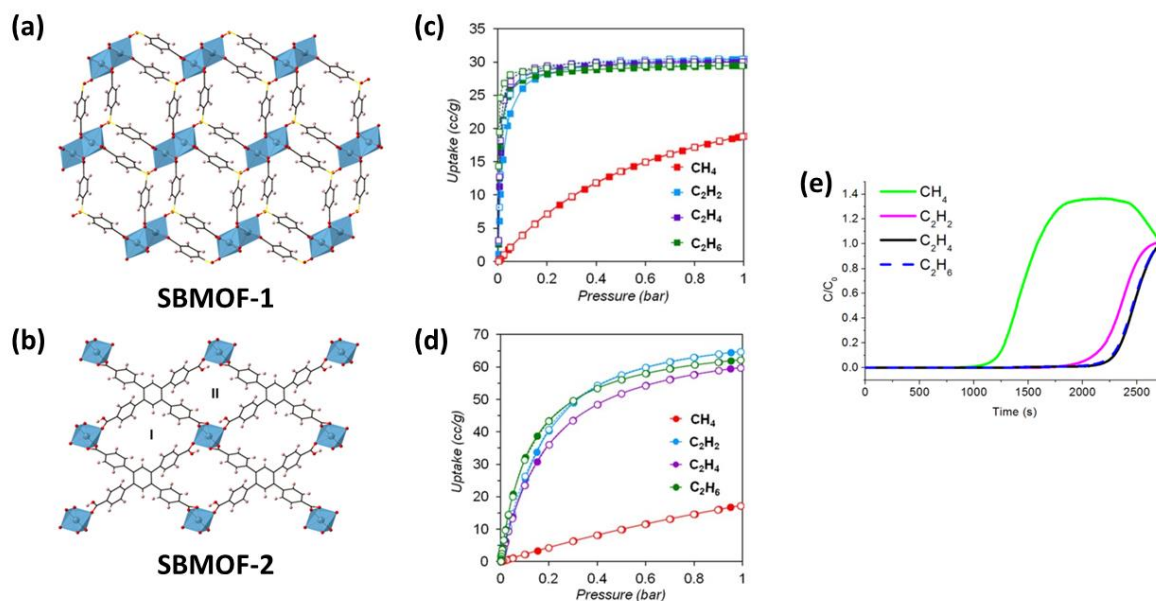 (a)
SBMOF-1
(b)
I
II
SBMOF-2
(c)
Uptake (cc/g)
35
30
25
20
15
10
5
0
CH₄
C₂H₂
C₂H₄
C₂H₆
0 0.2 0.4 0.6 0.8 1
Pressure (bar)
(d)
Uptake (cc/g)
70
60
50
40
30
20
10
0
CH₄
C₂H₂
C₂H₄
C₂H₆
0 0.2 0.4 0.6 0.8 1
Pressure (bar)
(e)
C/C₀
1.4
1.2
1.0
0.8
0.6
0.4
0.2
0.0
CH₄
C₂H₂
C₂H₄
C₂H₆
0 500 1000 1500 2000 2500
Time (s)